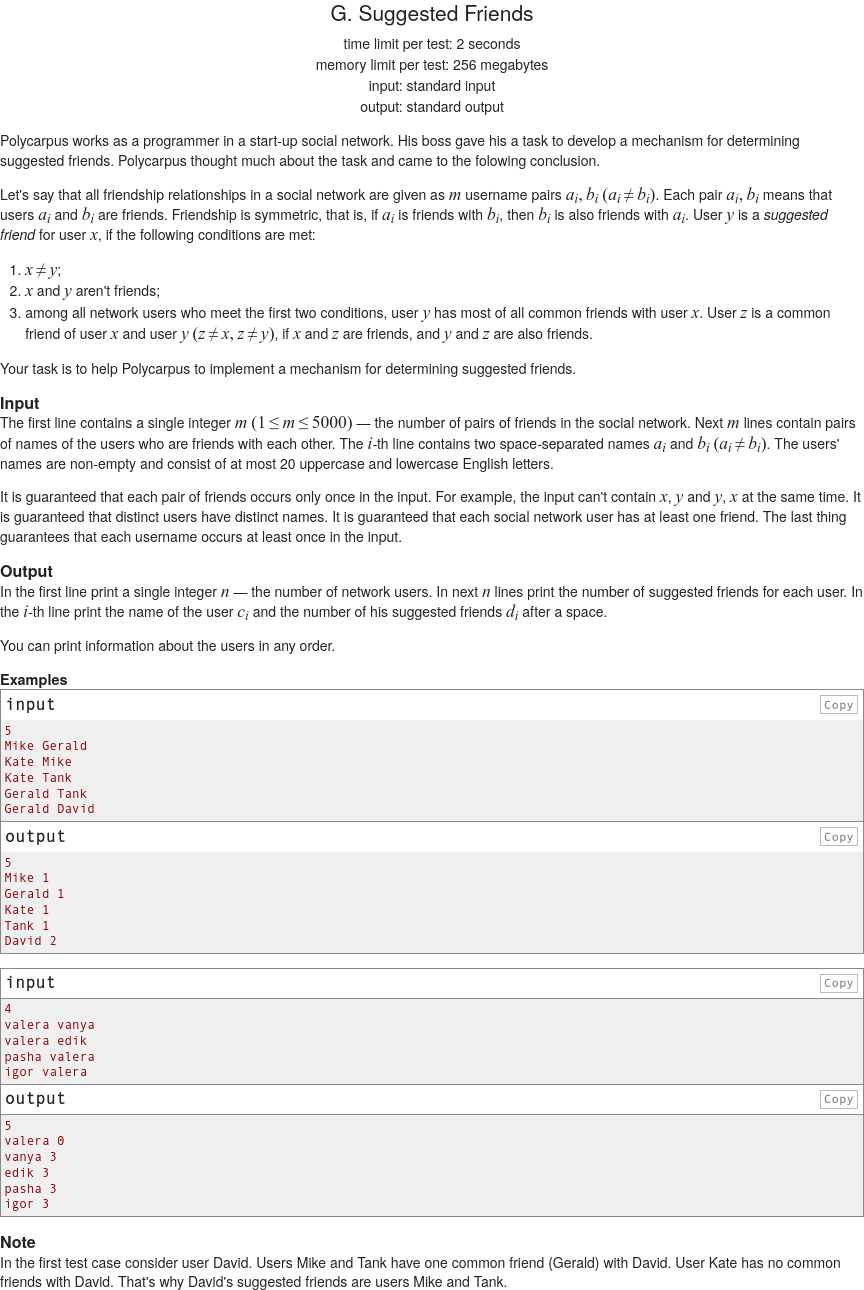 G. Suggested Friends
time limit per test: 2 seconds
memory limit per test: 256 megabytes
input: standard input
output: standard output
Polycarpus works as a programmer in a start-up social network. His boss gave his a task to develop a mechanism for determining
suggested friends. Polycarpus thought much about the task and came to the folowing conclusion.
Let's say that all friendship relationships in a social network are given as m username pairs a_i, b_i (a_i ≠ b_i). Each pair a_i, b_i means that
users a_i and b_i are friends. Friendship is symmetric, that is, if a_i is friends with b_i, then b_i is also friends with a_i. User y is a suggested
friend for user x, if the following conditions are met:
1. x ≠ y;
2. x and y aren't friends;
3. among all network users who meet the first two conditions, user y has most of all common friends with user x. User z is a common
friend of user x and user y (z ≠ x, z ≠ y), if x and z are friends, and y and z are also friends.
Your task is to help Polycarpus to implement a mechanism for determining suggested friends.
Input
The first line contains a single integer m (1 ≤ m ≤ 5000) — the number of pairs of friends in the social network. Next m lines contain pairs
of names of the users who are friends with each other. The i-th line contains two space-separated names a_i and b_i (a_i ≠ b_i). The users'
names are non-empty and consist of at most 20 uppercase and lowercase English letters.
It is guaranteed that each pair of friends occurs only once in the input. For example, the input can't contain x, y and y, x at the same time. It
is guaranteed that distinct users have distinct names. It is guaranteed that each social network user has at least one friend. The last thing
guarantees that each username occurs at least once in the input.
Output
In the first line print a single integer n — the number of network users. In next n lines print the number of suggested friends for each user. In
the i-th line print the name of the user c_i and the number of his suggested friends d_i after a space.
You can print information about the users in any order.
Examples
input Copy
5
Mike Gerald
Kate Mike
Kate Tank
Gerald Tank
Gerald David
output Copy
5
Mike 1
Gerald 1
Kate 1
Tank 1
David 2
input Copy
4
valera vanya
valera edik
pasha valera
igor valera
output Copy
5
valera 0
vanya 3
edik 3
pasha 3
igor 3
Note
In the first test case consider user David. Users Mike and Tank have one common friend (Gerald) with David. User Kate has no common
friends with David. That's why David's suggested friends are users Mike and Tank.